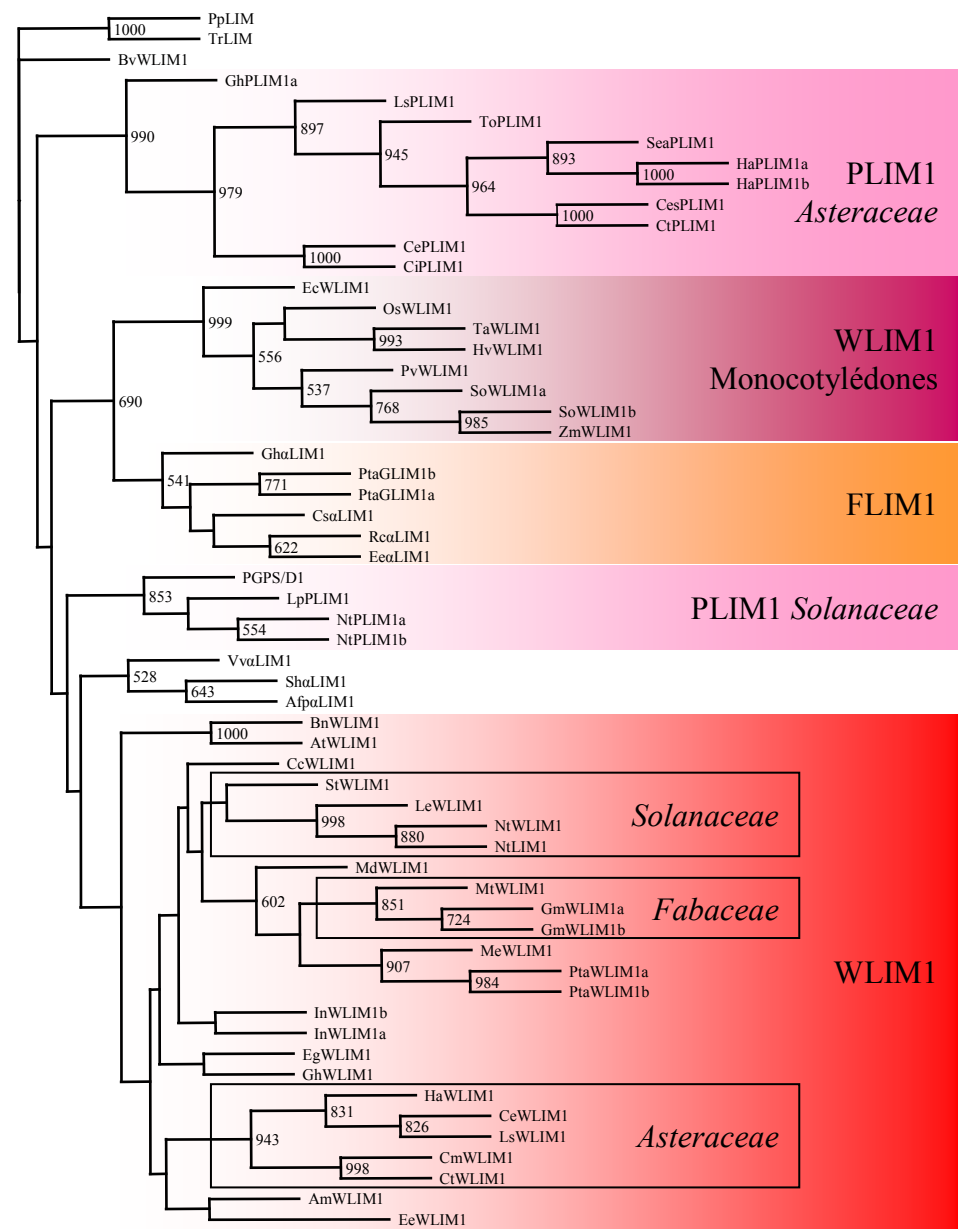 PpLIM
1000
TrLIM
BvWLIM1
GhPLIM1a
LsPLIM1
ToPLIM1
897
990
SeaPLIM1
945
893
HaPLIM1a
PLIM1
1000
HaPLIM1b
964
979
CesPLIM1
Asteraceae
1000
CtPLIM1
CePLIM1
1000
CiPLIM1
EcWLIM1
OsWLIM1
999
TaWLIM1
993
WLIM1
HvWLIM1
556
PvWLIM1
Monocotylédones
537
SoWLIM1a
690
768
SoWLIM1b
985
ZmWLIM1
GhαLIM1
PtaGLIM1b
541
771
PtaGLIM1a
FLIM1
CsαLIM1
RcαLIM1
622
EeαLIM1
PGPS/D1
853
LpPLIM1
PLIM1 Solanaceae
NtPLIM1a
554
NtPLIM1b
VvαLIM1
528
ShαLIM1
643
AfpαLIM1
BnWLIM1
1000
AtWLIM1
CcWLIM1
StWLIM1
LeWLIM1
Solanaceae
998
NtWLIM1
880
NtLIM1
MdWLIM1
MtWLIM1
602
851
GmWLIM1a
Fabaceae
724
GmWLIM1b
MeWLIM1
907
PtaWLIM1a
WLIM1
984
PtaWLIM1b
InWLIM1b
InWLIM1a
EgWLIM1
GhWLIM1
HaWLIM1
831
CeWLIM1
826
LsWLIM1
943
Asteraceae
CmWLIM1
998
CtWLIM1
AmWLIM1
EeWLIM1